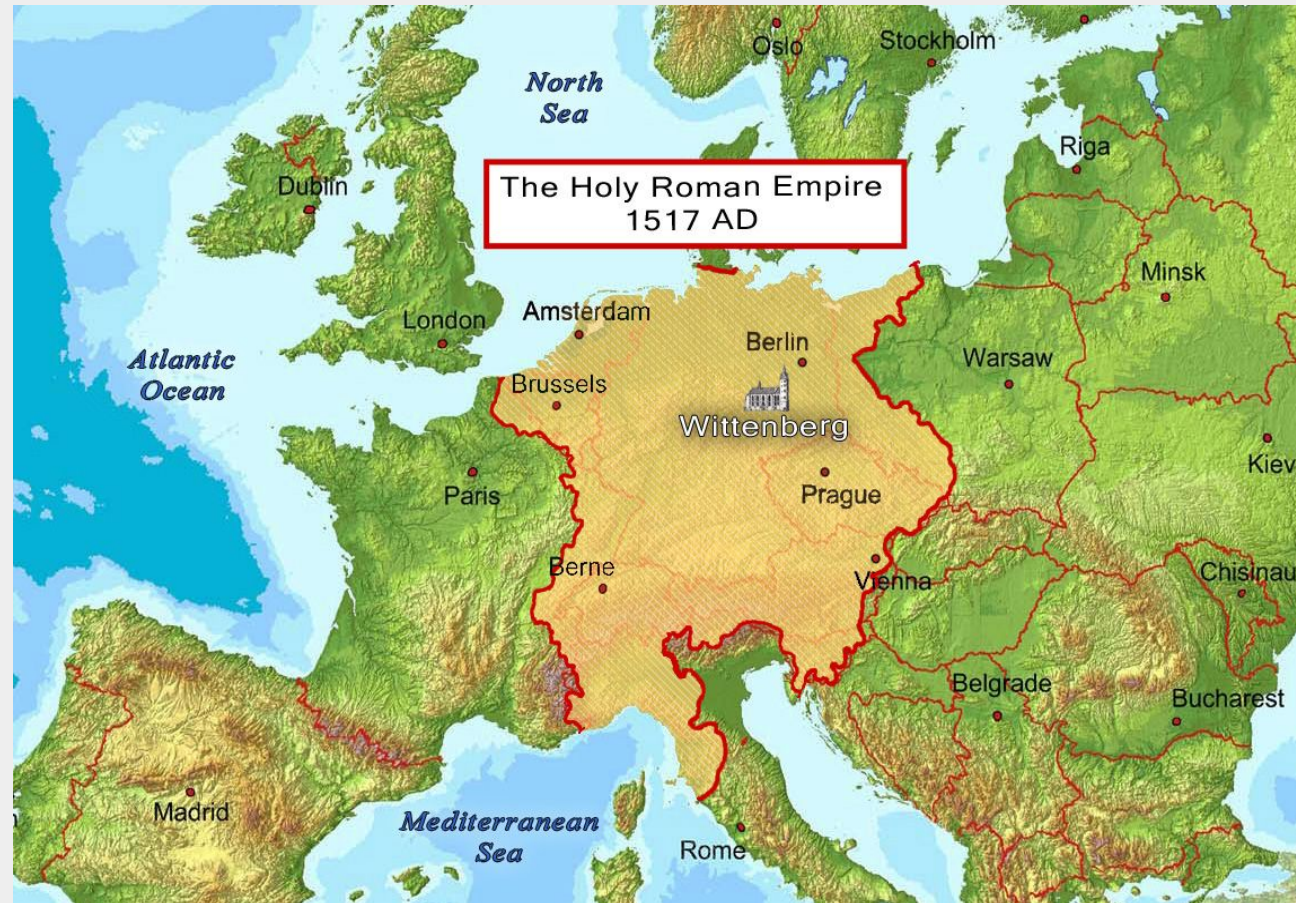 Oslo
Stockholm
North
Sea
Riga
The Holy Roman Empire
1517 AD
Dublin
Minsk
Amsterdam
London
Berlin
Atlantic
Ocean
Warsaw
Brussels
Wittenberg
Kiev
Paris
Prague
Berne
Vienna
Chisinau
Belgrade
Bucharest
Madrid
Mediterranean
Sea
Rome